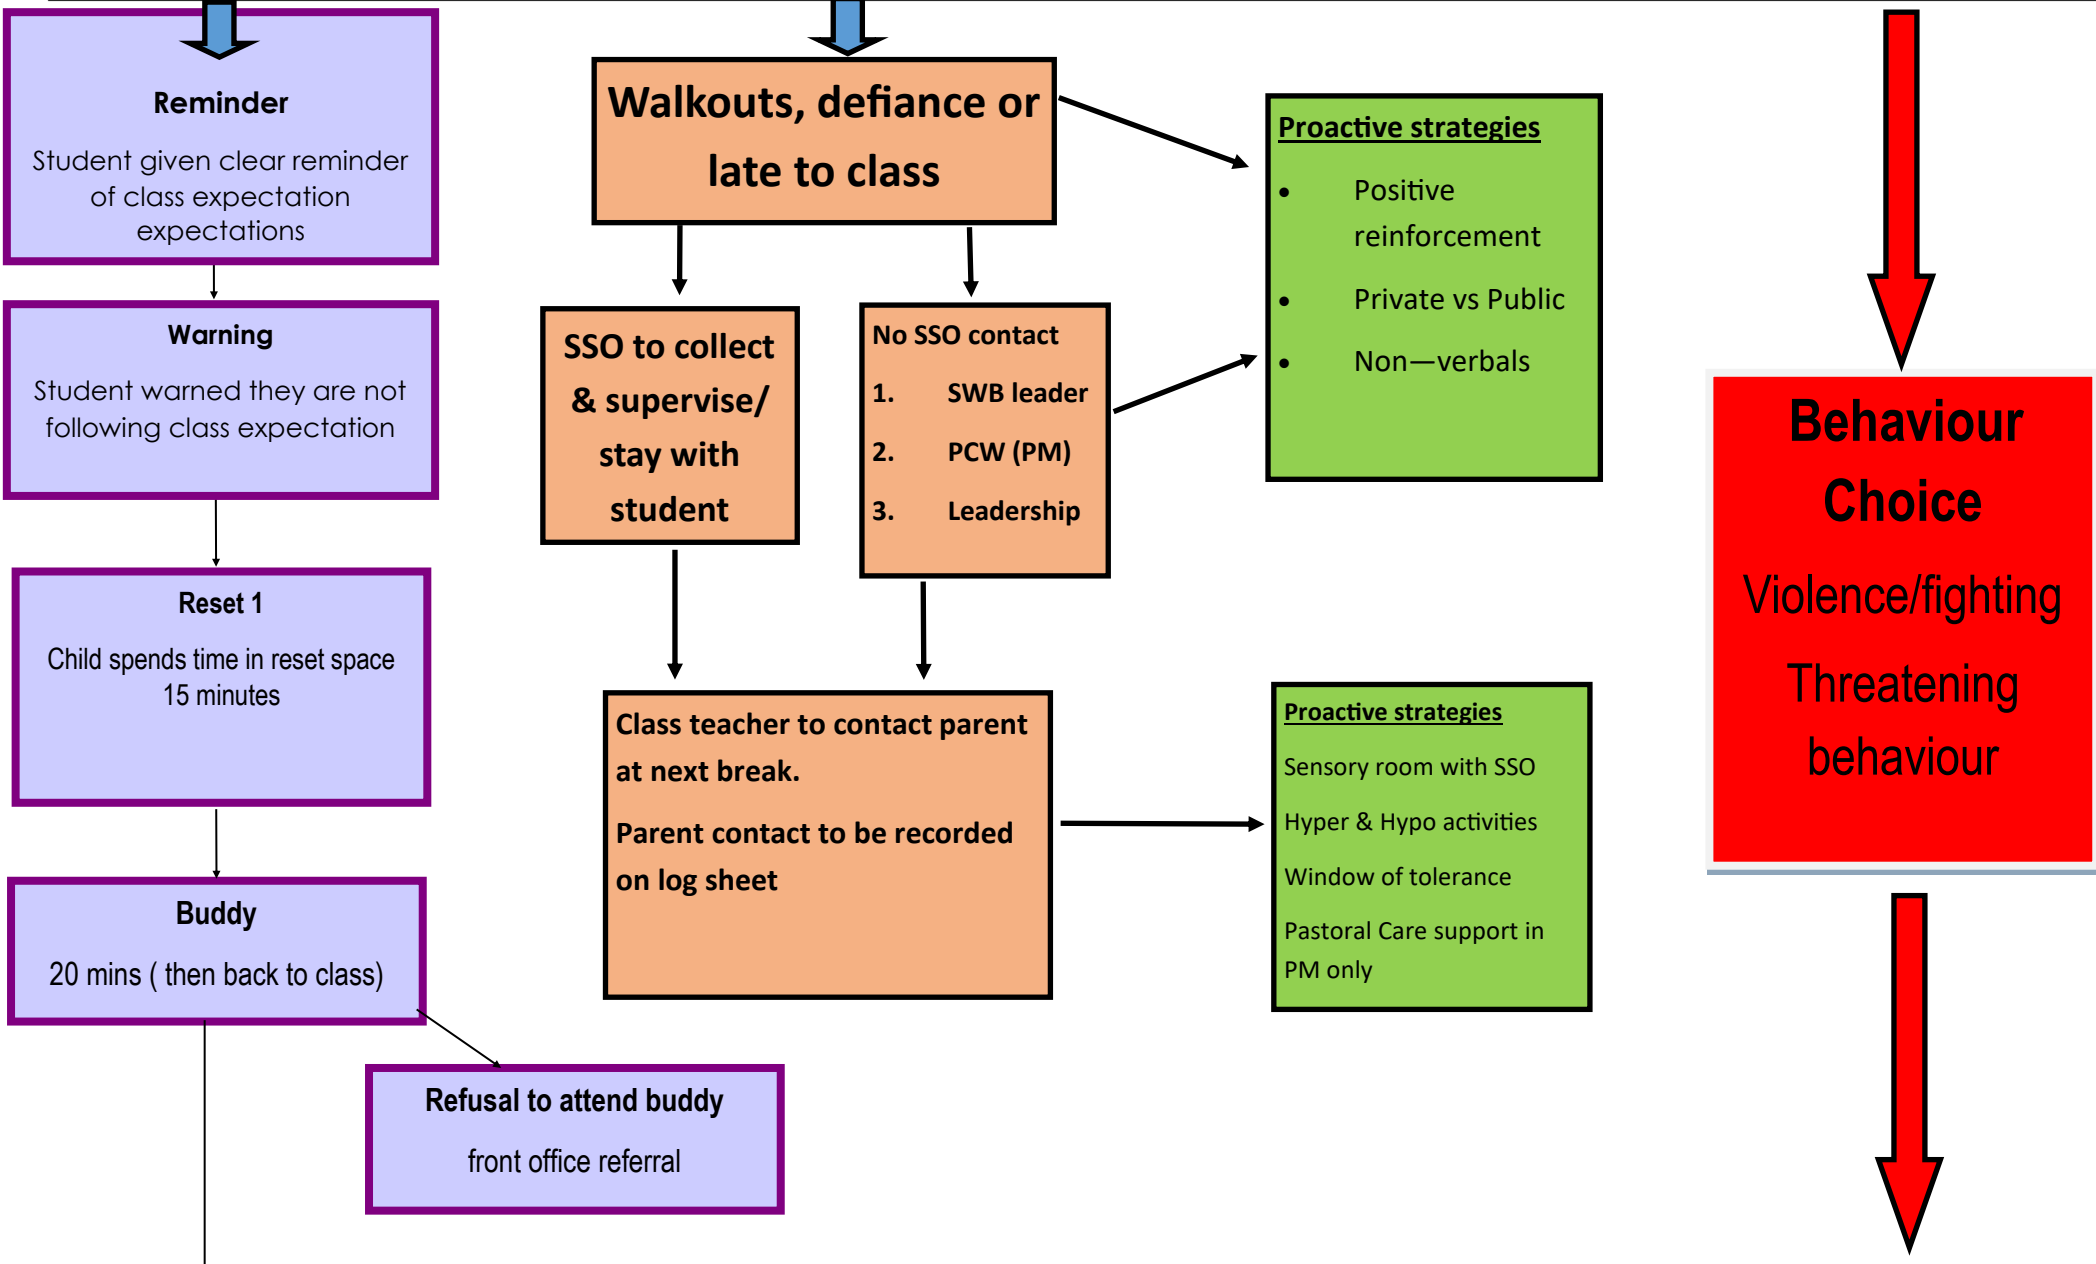 Reminder
Student given clear reminder
of class expectation
expectations
Warning
Student warned they are not
following class expectation
Reset 1
Child spends time in reset space
15 minutes
Buddy
20 mins ( then back to class)
Refusal to attend buddy
front office referral
Walkouts, defiance or
late to class
SSO to collect
& supervise/
stay with
student
No SSO contact
1. SWB leader
2. PCW (PM)
3. Leadership
Class teacher to contact parent
at next break.
Parent contact to be recorded
on log sheet
Proactive strategies
• Positive
reinforcement
• Private vs Public
• Non—verbals
Proactive strategies
Sensory room with SSO
Hyper & Hypo activities
Window of tolerance
Pastoral Care support in
PM only
Behaviour
Choice
Violence/fighting
Threatening
behaviour